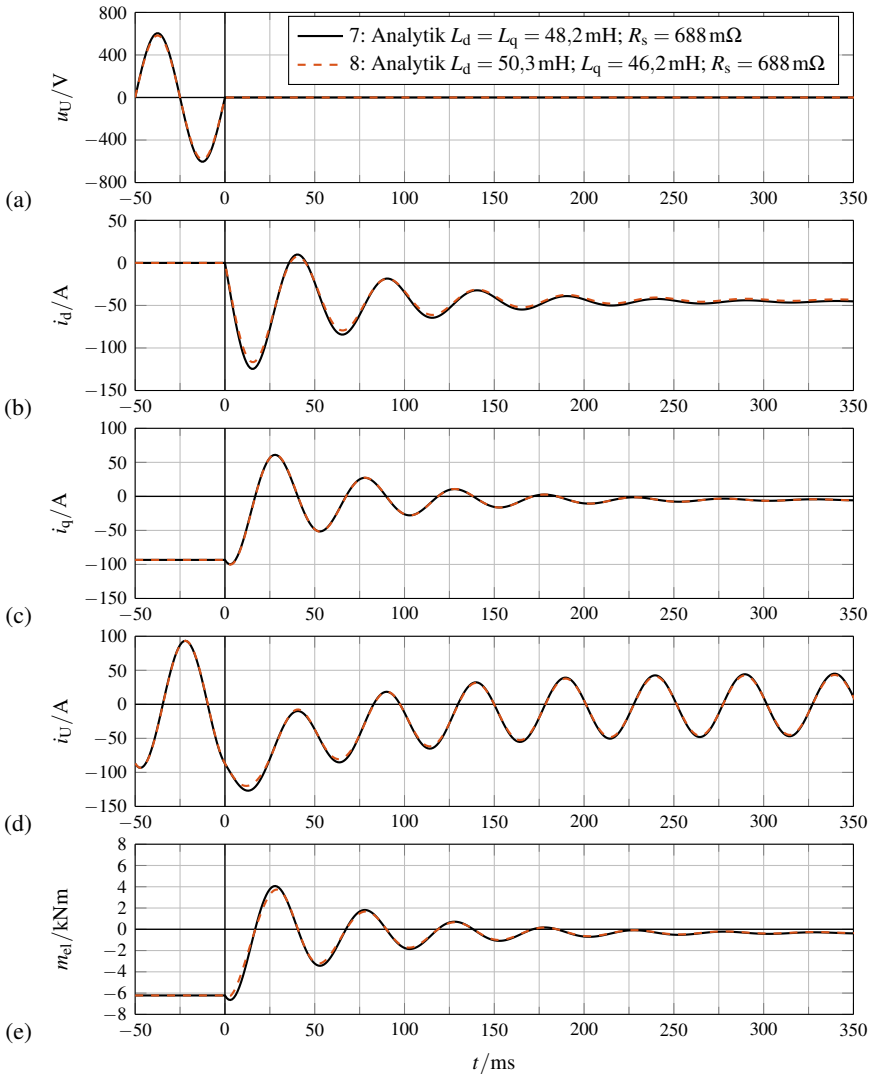 7: Analytik L_d = L_q = 48,2 mH; R_s = 688 mΩ
8: Analytik L_d = 50,3 mH; L_q = 46,2 mH; R_s = 688 mΩ
800
400
0
−400
−800
u_U/V
−50 0 50 100 150 200 250 300 350
(a)
50
0
−50
−100
−150
i_d/A
−50 0 50 100 150 200 250 300 350
(b)
100
50
0
−50
−100
−150
i_q/A
−50 0 50 100 150 200 250 300 350
(c)
100
50
0
−50
−100
−150
i_U/A
−50 0 50 100 150 200 250 300 350
(d)
8
6
4
2
0
−2
−4
−6
−8
m_el/kNm
−50 0 50 100 150 200 250 300 350
(e)
t/ms